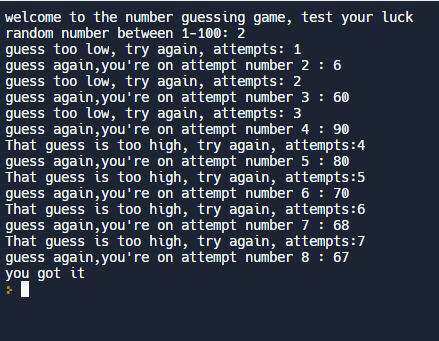 welcome to the number guessing game, test your luck
random number between 1-100: 2
guess too low, try again, attempts: 1
guess again,you're on attempt number 2 : 6
guess too low, try again, attempts: 2
guess again,you're on attempt number 3 : 60
guess too low, try again, attempts: 3
guess again,you're on attempt number 4 : 90
That guess is too high, try again, attempts:4
guess again,you're on attempt number 5 : 80
That guess is too high, try again, attempts:5
guess again,you're on attempt number 6 : 70
That guess is too high, try again, attempts:6
guess again,you're on attempt number 7 : 68
That guess is too high, try again, attempts:7
guess again,you're on attempt number 8 : 67
you got it